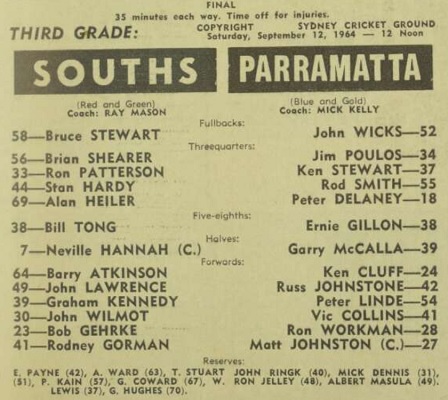 FINAL
35 minutes each way. Time off for injuries.
THIRD GRADE: COPYRIGHT SYDNEY CRICKET GROUND
Saturday, September 12, 1964 — 12 Noon
SOUTHS PARRAMATTA
(Red and Green) (Blue and Gold)
Coach: RAY MASON Coach: MICK KELLY
Fullbacks:
58—Bruce STEWART John WICKS—52
Threequarters:
56—Brian SHEARER Jim POULOS—34
33—Ron PATTERSON Ken STEWART—37
44—Stan HARDY Rod SMITH—55
69—Alan HEILER Peter DELANEY—18
Five-eighths:
38—Bill TONG Ernie GILLON—38
Halves:
7—Neville HANNAH (C.) Garry McCALLA—39
Forwards:
64—Barry ATKINSON Ken CLUFF—24
49—John LAWRENCE Russ JOHNSTONE—42
39—Graham KENNEDY Peter LINDE—54
30—John WILMOT Vic COLLINS—41
23—Bob GEHRKE Ron WORKMAN—28
41—Rodney GORMAN Matt JOHNSTON (C.)—27
Reserves:
E. PAYNE (42), A. WARD (63), T. STUART JOHN RINGK (40), MICK DENNIS (31),
(51), P. KAIN (57), G. COWARD (67), W. RON JELLEY (48), ALBERT MASULA (49).
LEWIS (37), G. HUGHES (70).